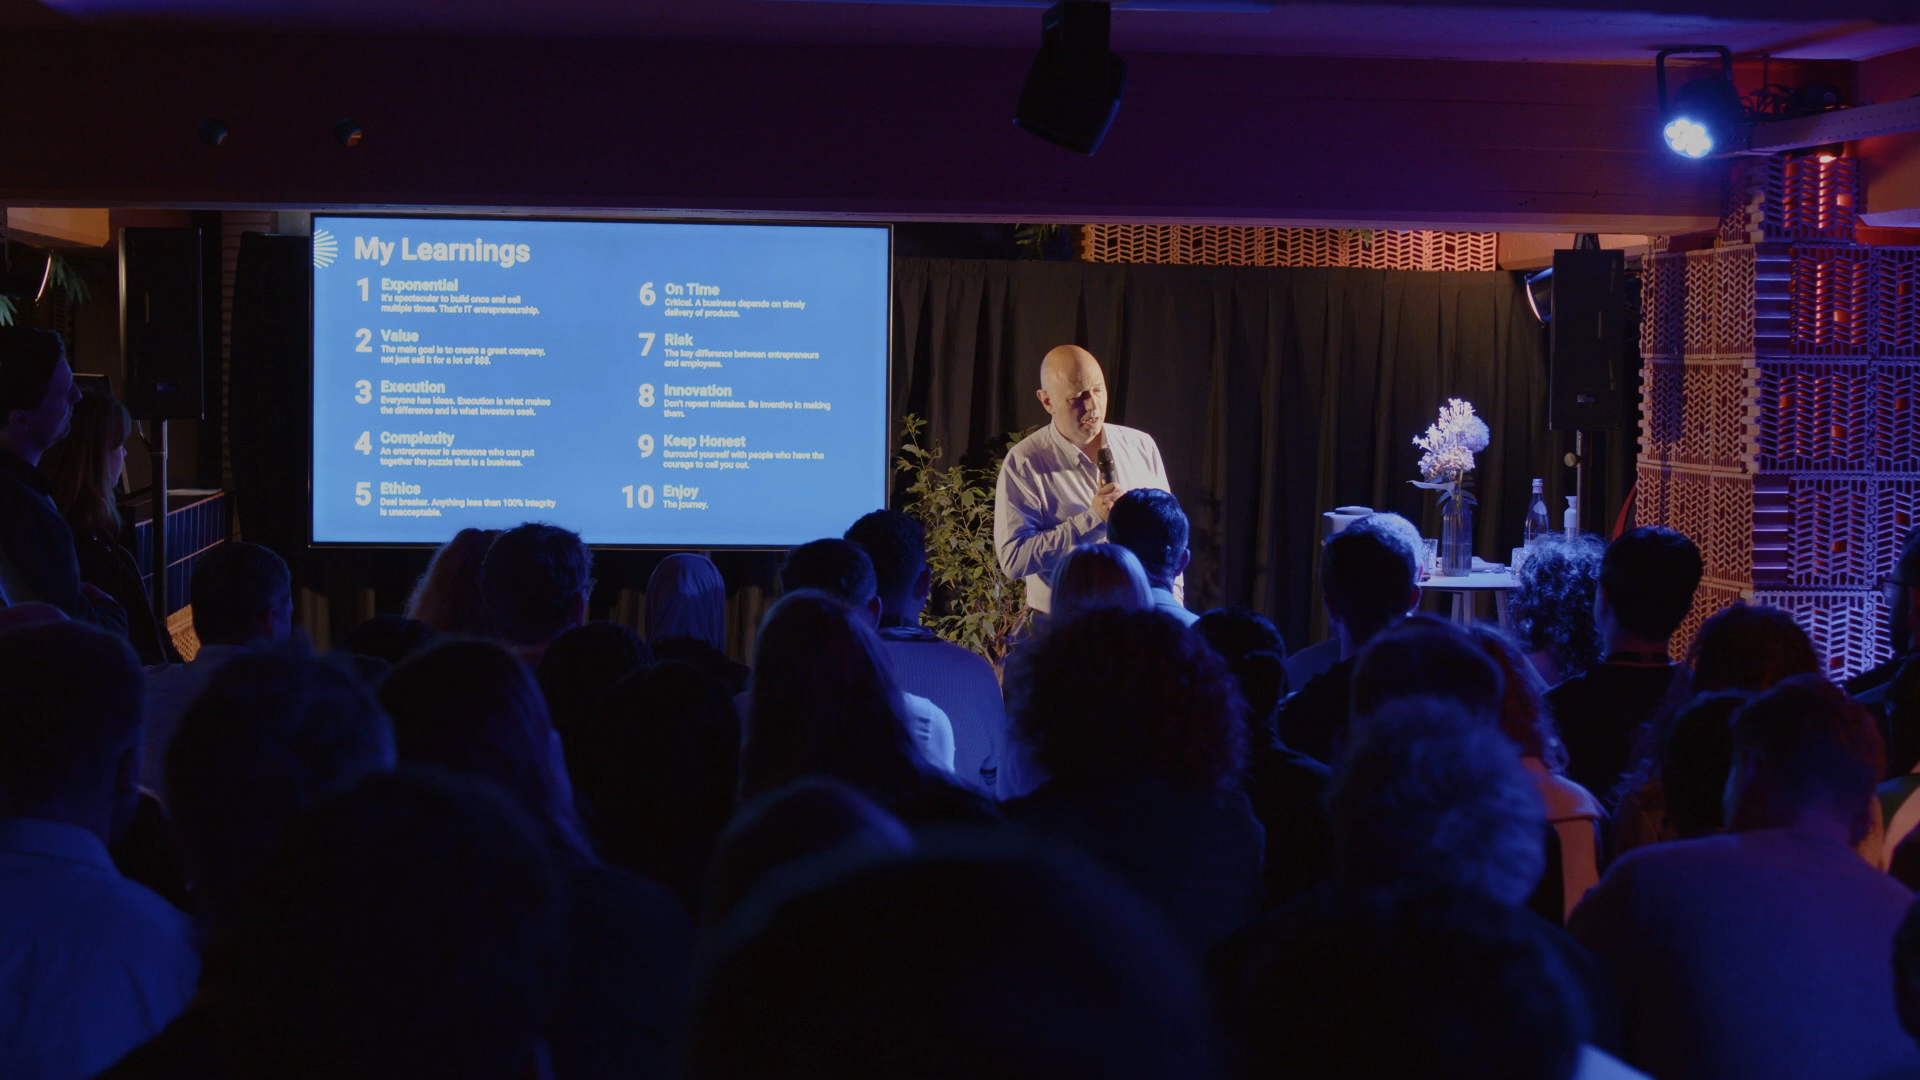 My Learnings
1 Exponential
It's spectacular to build once and sell
multiple times. That's IT entrepreneurship.
2 Value
The main goal is to create a great company,
not just sell it for a lot of $$$.
3 Execution
Everyone has ideas. Execution is what makes
the difference and is what investors seek.
4 Complexity
An entrepreneur is someone who can put
together the puzzle that is a business.
5 Ethics
Deal breaker. Anything less than 100% integrity
is unacceptable.
6 On Time
Critical. A business depends on timely
delivery of products.
7 Risk
The key difference between entrepreneurs
and employees.
8 Innovation
Don't repeat mistakes. Be inventive in making
them.
9 Keep Honest
Surround yourself with people who have the
courage to call you out.
10 Enjoy
The journey.